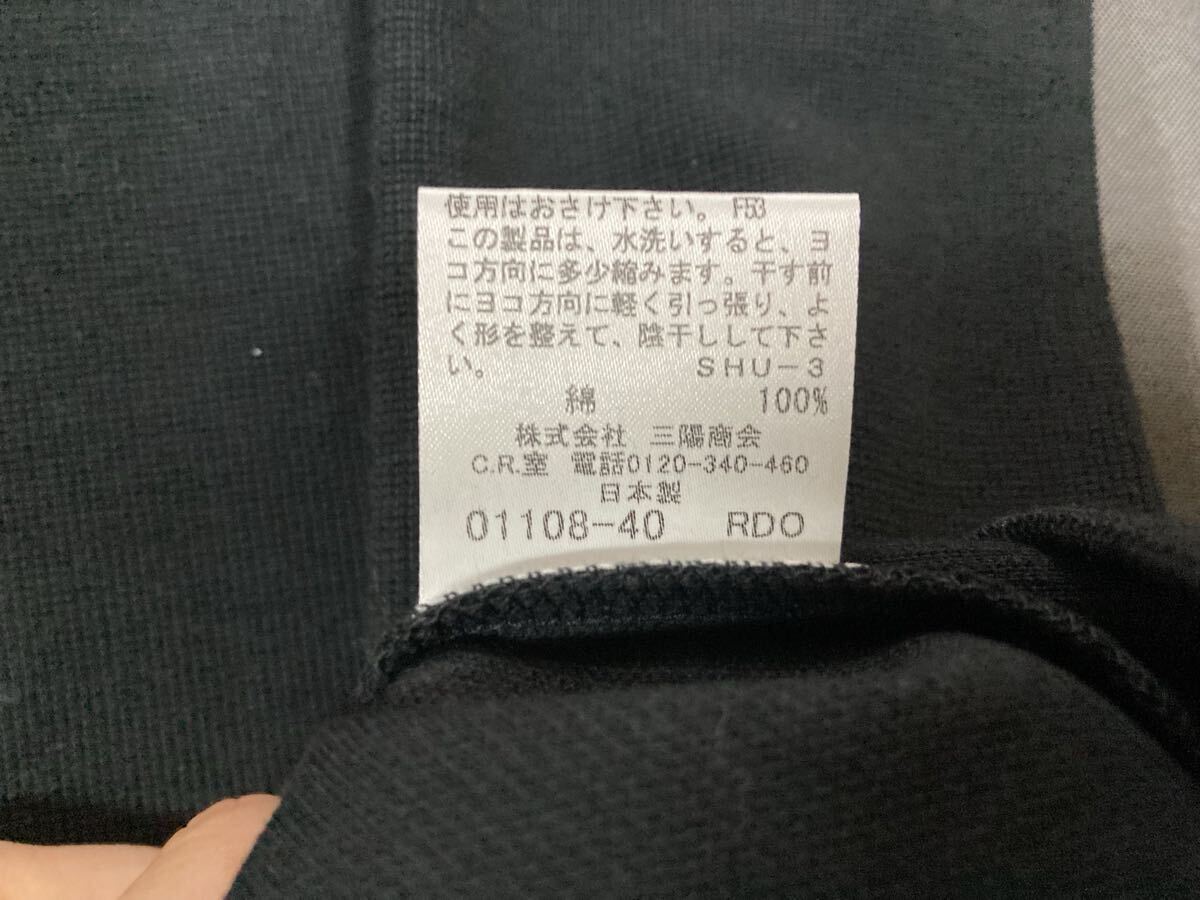 使用はおさけ下さい。 F53
この製品は、水洗いすると、ヨ
コ方向に多少縮みます。干す前
にヨコ方向に軽く引っ張り、よ
く形を整えて、陰干しして下さ
い。 SHU-3
綿 100%
株式会社 三陽商会
C.R.室 電話0120-340-460
日本製
01108-40 RDO